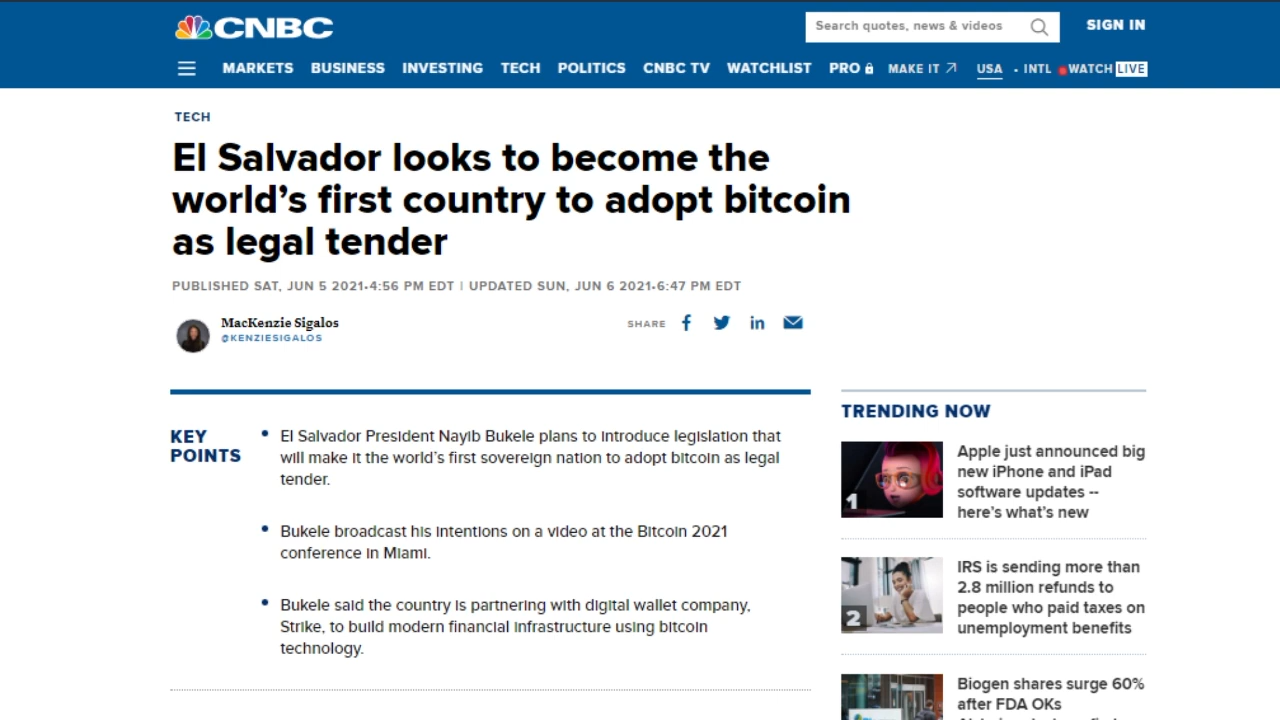 CNBC
Search quotes, news & videos
SIGN IN
MARKETS BUSINESS INVESTING TECH POLITICS CNBC TV WATCHLIST PRO MAKE IT USA • INTL WATCH LIVE
TECH
El Salvador looks to become the
world's first country to adopt bitcoin
as legal tender
PUBLISHED SAT, JUN 5 2021•4:56 PM EDT | UPDATED SUN, JUN 6 2021•6:47 PM EDT
MacKenzie Sigalos
@KENZIESIGALOS
SHARE
KEY
POINTS
El Salvador President Nayib Bukele plans to introduce legislation that
will make it the world's first sovereign nation to adopt bitcoin as legal
tender.
Bukele broadcast his intentions on a video at the Bitcoin 2021
conference in Miami.
Bukele said the country is partnering with digital wallet company,
Strike, to build modern financial infrastructure using bitcoin
technology.
TRENDING NOW
1
Apple just announced big
new iPhone and iPad
software updates --
here's what's new
2
IRS is sending more than
2.8 million refunds to
people who paid taxes on
unemployment benefits
Biogen shares surge 60%
after FDA OKs